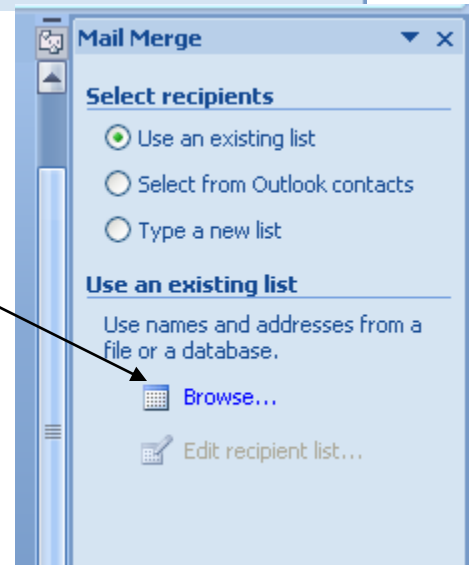 Mail Merge
Select recipients
Use an existing list
Select from Outlook contacts
Type a new list
Use an existing list
Use names and addresses from a
file or a database.
Browse...
Edit recipient list...